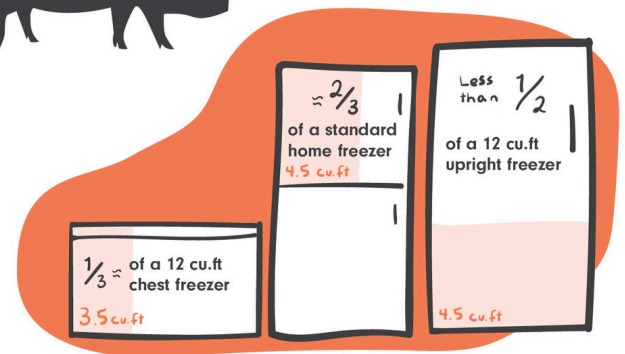 ≈ 2/3
of a standard
home freezer
4.5 cu.ft
Less
than 1/2
of a 12 cu.ft
upright freezer
4.5 cu.ft
1/3 ≈ of a 12 cu.ft
chest freezer
3.5 cu.ft